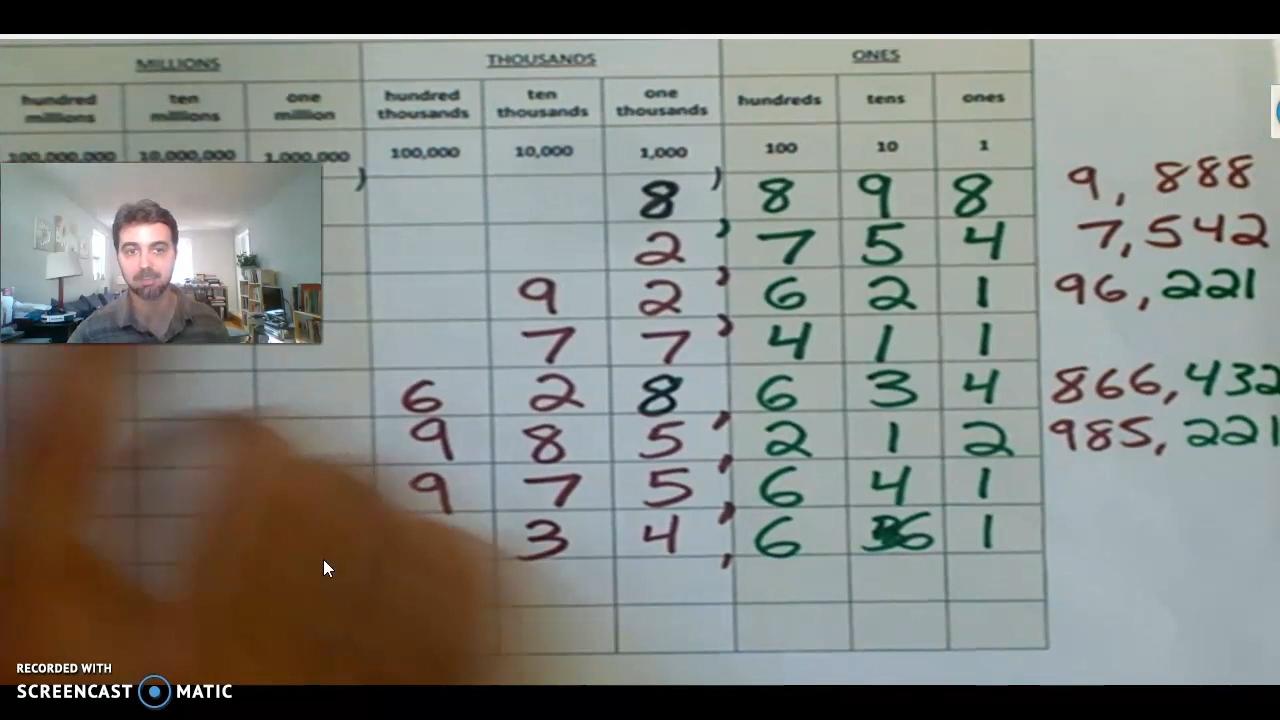 MILLIONS THOUSANDS ONES
hundred millions ten millions one million hundred thousands ten thousands one thousands hundreds tens ones
100,000,000 10,000,000 1,000,000 100,000 10,000 1,000 100 10 1
, 8 , 8 9 8 9, 888
2 , 7 5 4 7,542
9 2 , 6 2 1 96, 221
7 7 , 4 1 1
6 2 8 , 6 3 4 866,432
9 8 5 , 2 1 2 985, 221
9 7 5 , 6 4 1
3 4 , 6 6 1
RECORDED WITH
SCREENCAST MATIC